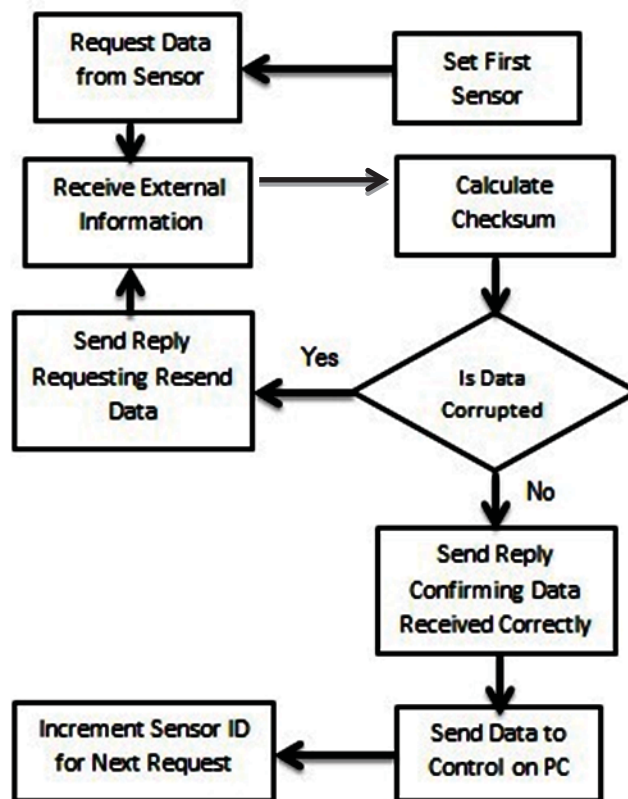 Request Data
from Sensor
Set First
Sensor
Receive External
Information
Calculate
Checksum
Send Reply
Requesting Resend
Data
Yes
Is Data
Corrupted
No
Send Reply
Confirming Data
Received Correctly
Increment Sensor ID
for Next Request
Send Data to
Control on PC